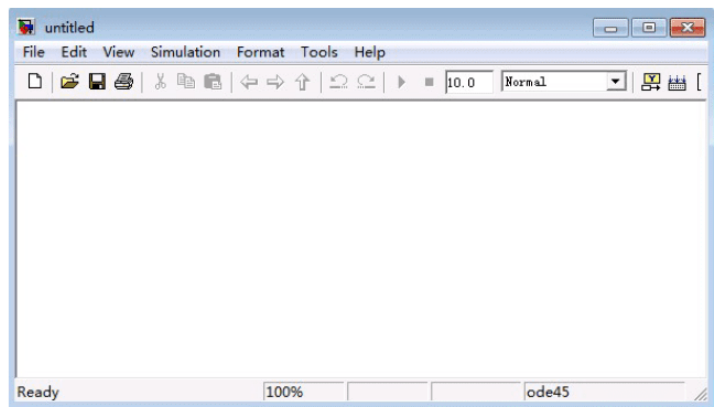 untitled
File Edit View Simulation Format Tools Help
10.0 Normal
Ready 100% ode45